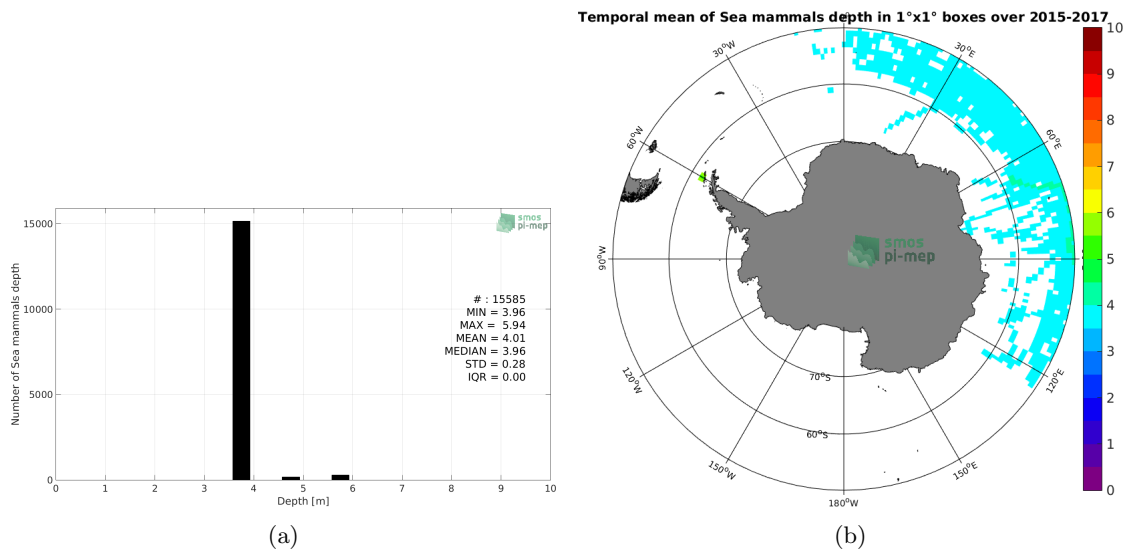 Temporal mean of Sea mammals depth in 1°x1° boxes over 2015-2017
15000
10000
5000
0
Number of Sea mammals depth
0 1 2 3 4 5 6 7 8 9 10
Depth [m]
smos
pi-mep
# : 15585
MIN = 3.96
MAX = 5.94
MEAN = 4.01
MEDIAN = 3.96
STD = 0.28
IQR = 0.00
(a)
30°W
30°E
60°W
60°E
90°W
120°W
120°E
150°W
150°E
180°W
70°S
60°S
smos
pi-mep
10
9
8
7
6
5
4
3
2
1
0
(b)